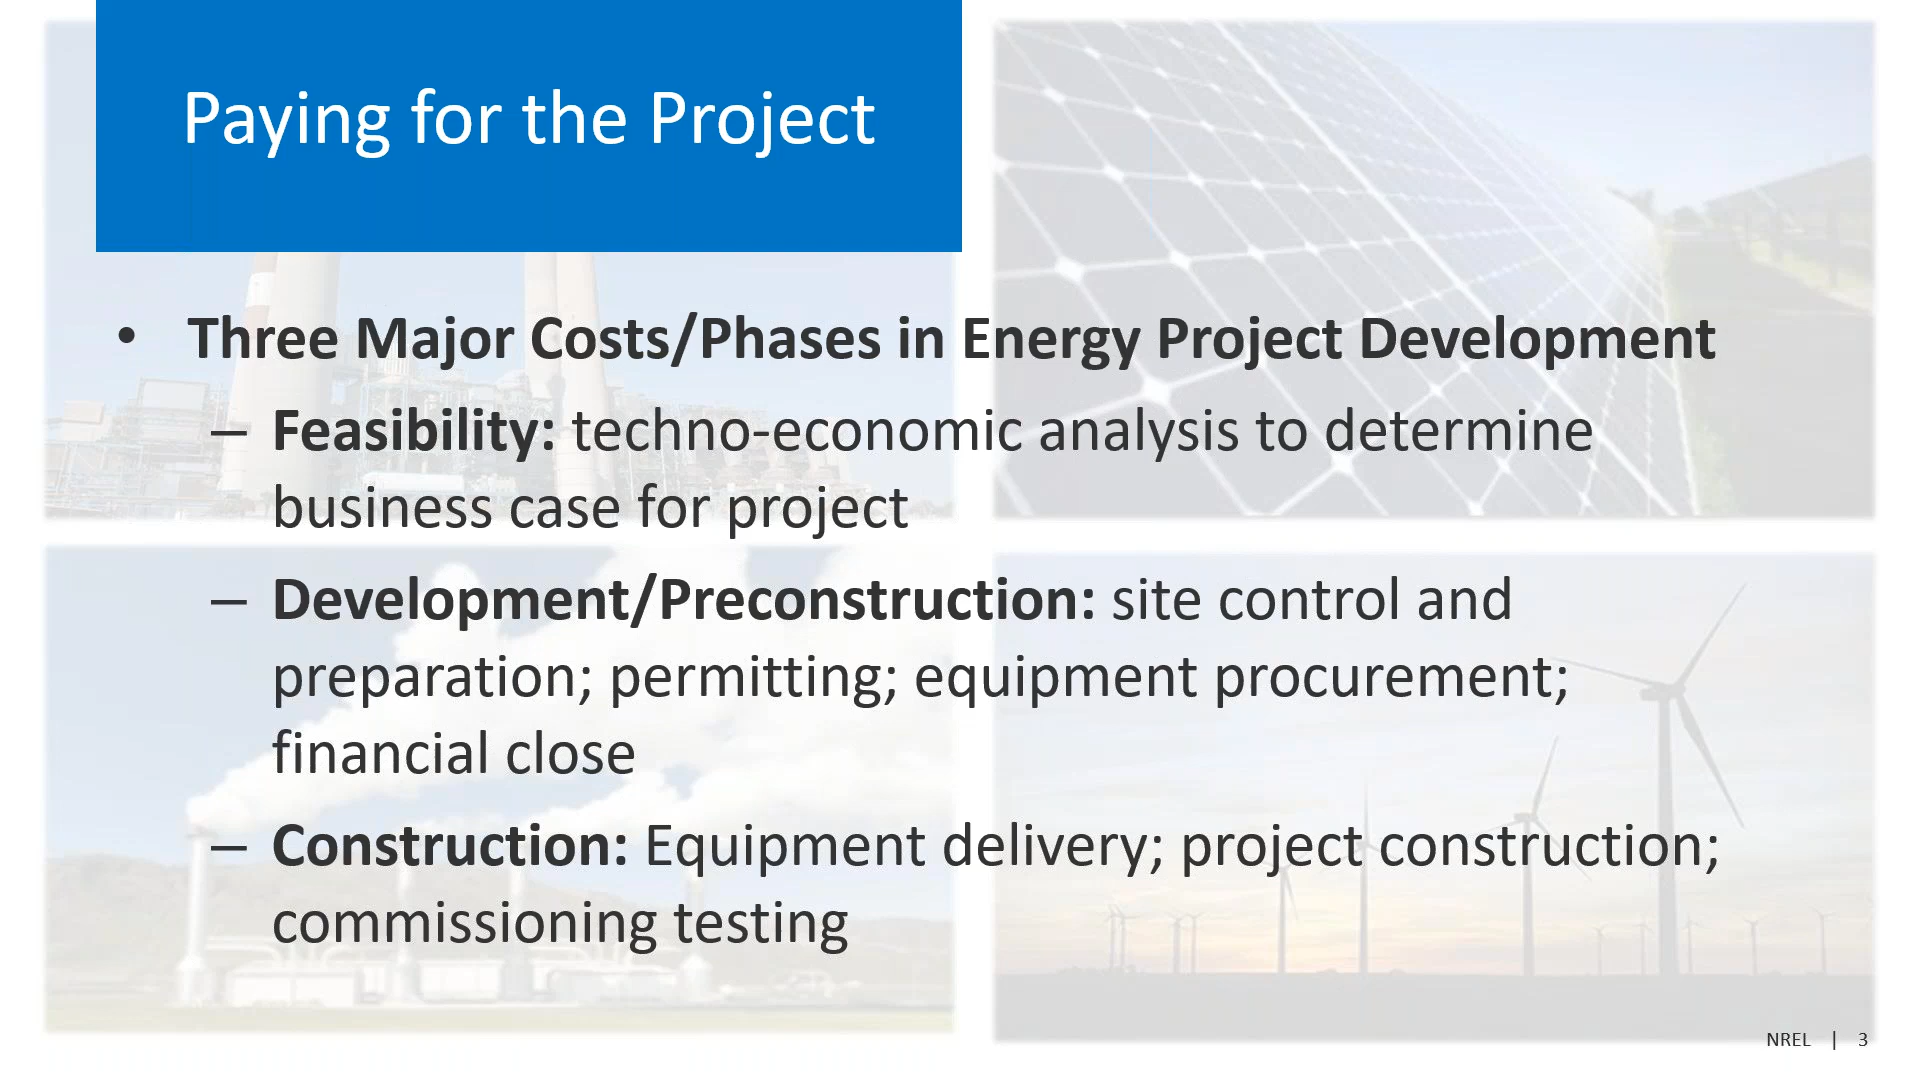 Paying for the Project
• Three Major Costs/Phases in Energy Project Development
– Feasibility: techno-economic analysis to determine
business case for project
– Development/Preconstruction: site control and
preparation; permitting; equipment procurement;
financial close
– Construction: Equipment delivery; project construction;
commissioning testing
NREL | 3